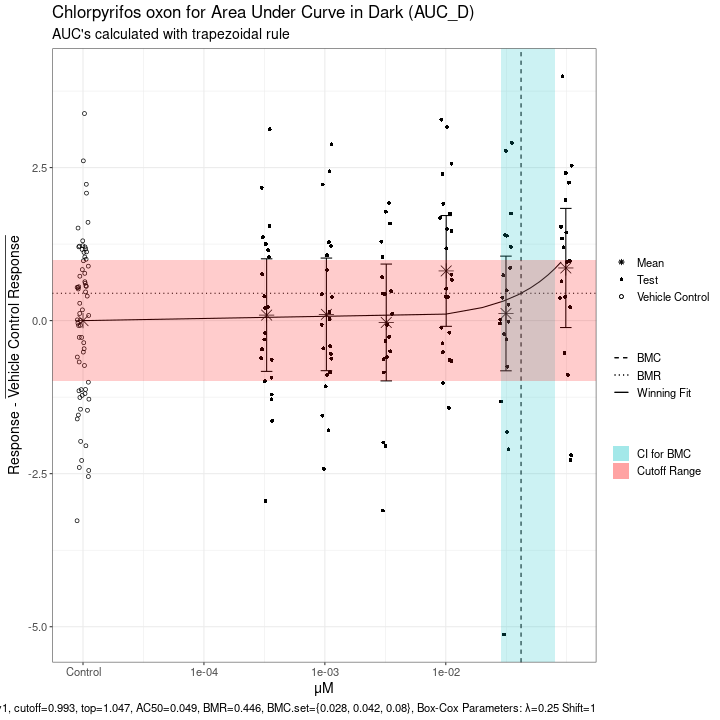 Chlorpyrifos oxon for Area Under Curve in Dark (AUC_D)
AUC's calculated with trapezoidal rule
Response - Vehicle Control Response
2.5
0.0
-2.5
-5.0
Control
1e-04
1e-03
1e-02
µM
Mean
Test
Vehicle Control
BMC
BMR
Winning Fit
CI for BMC
Cutoff Range
cutoff=0.993, top=1.047, AC50=0.049, BMR=0.446, BMC.set={0.028, 0.042, 0.08}, Box-Cox Parameters: λ=0.25 Shift=1